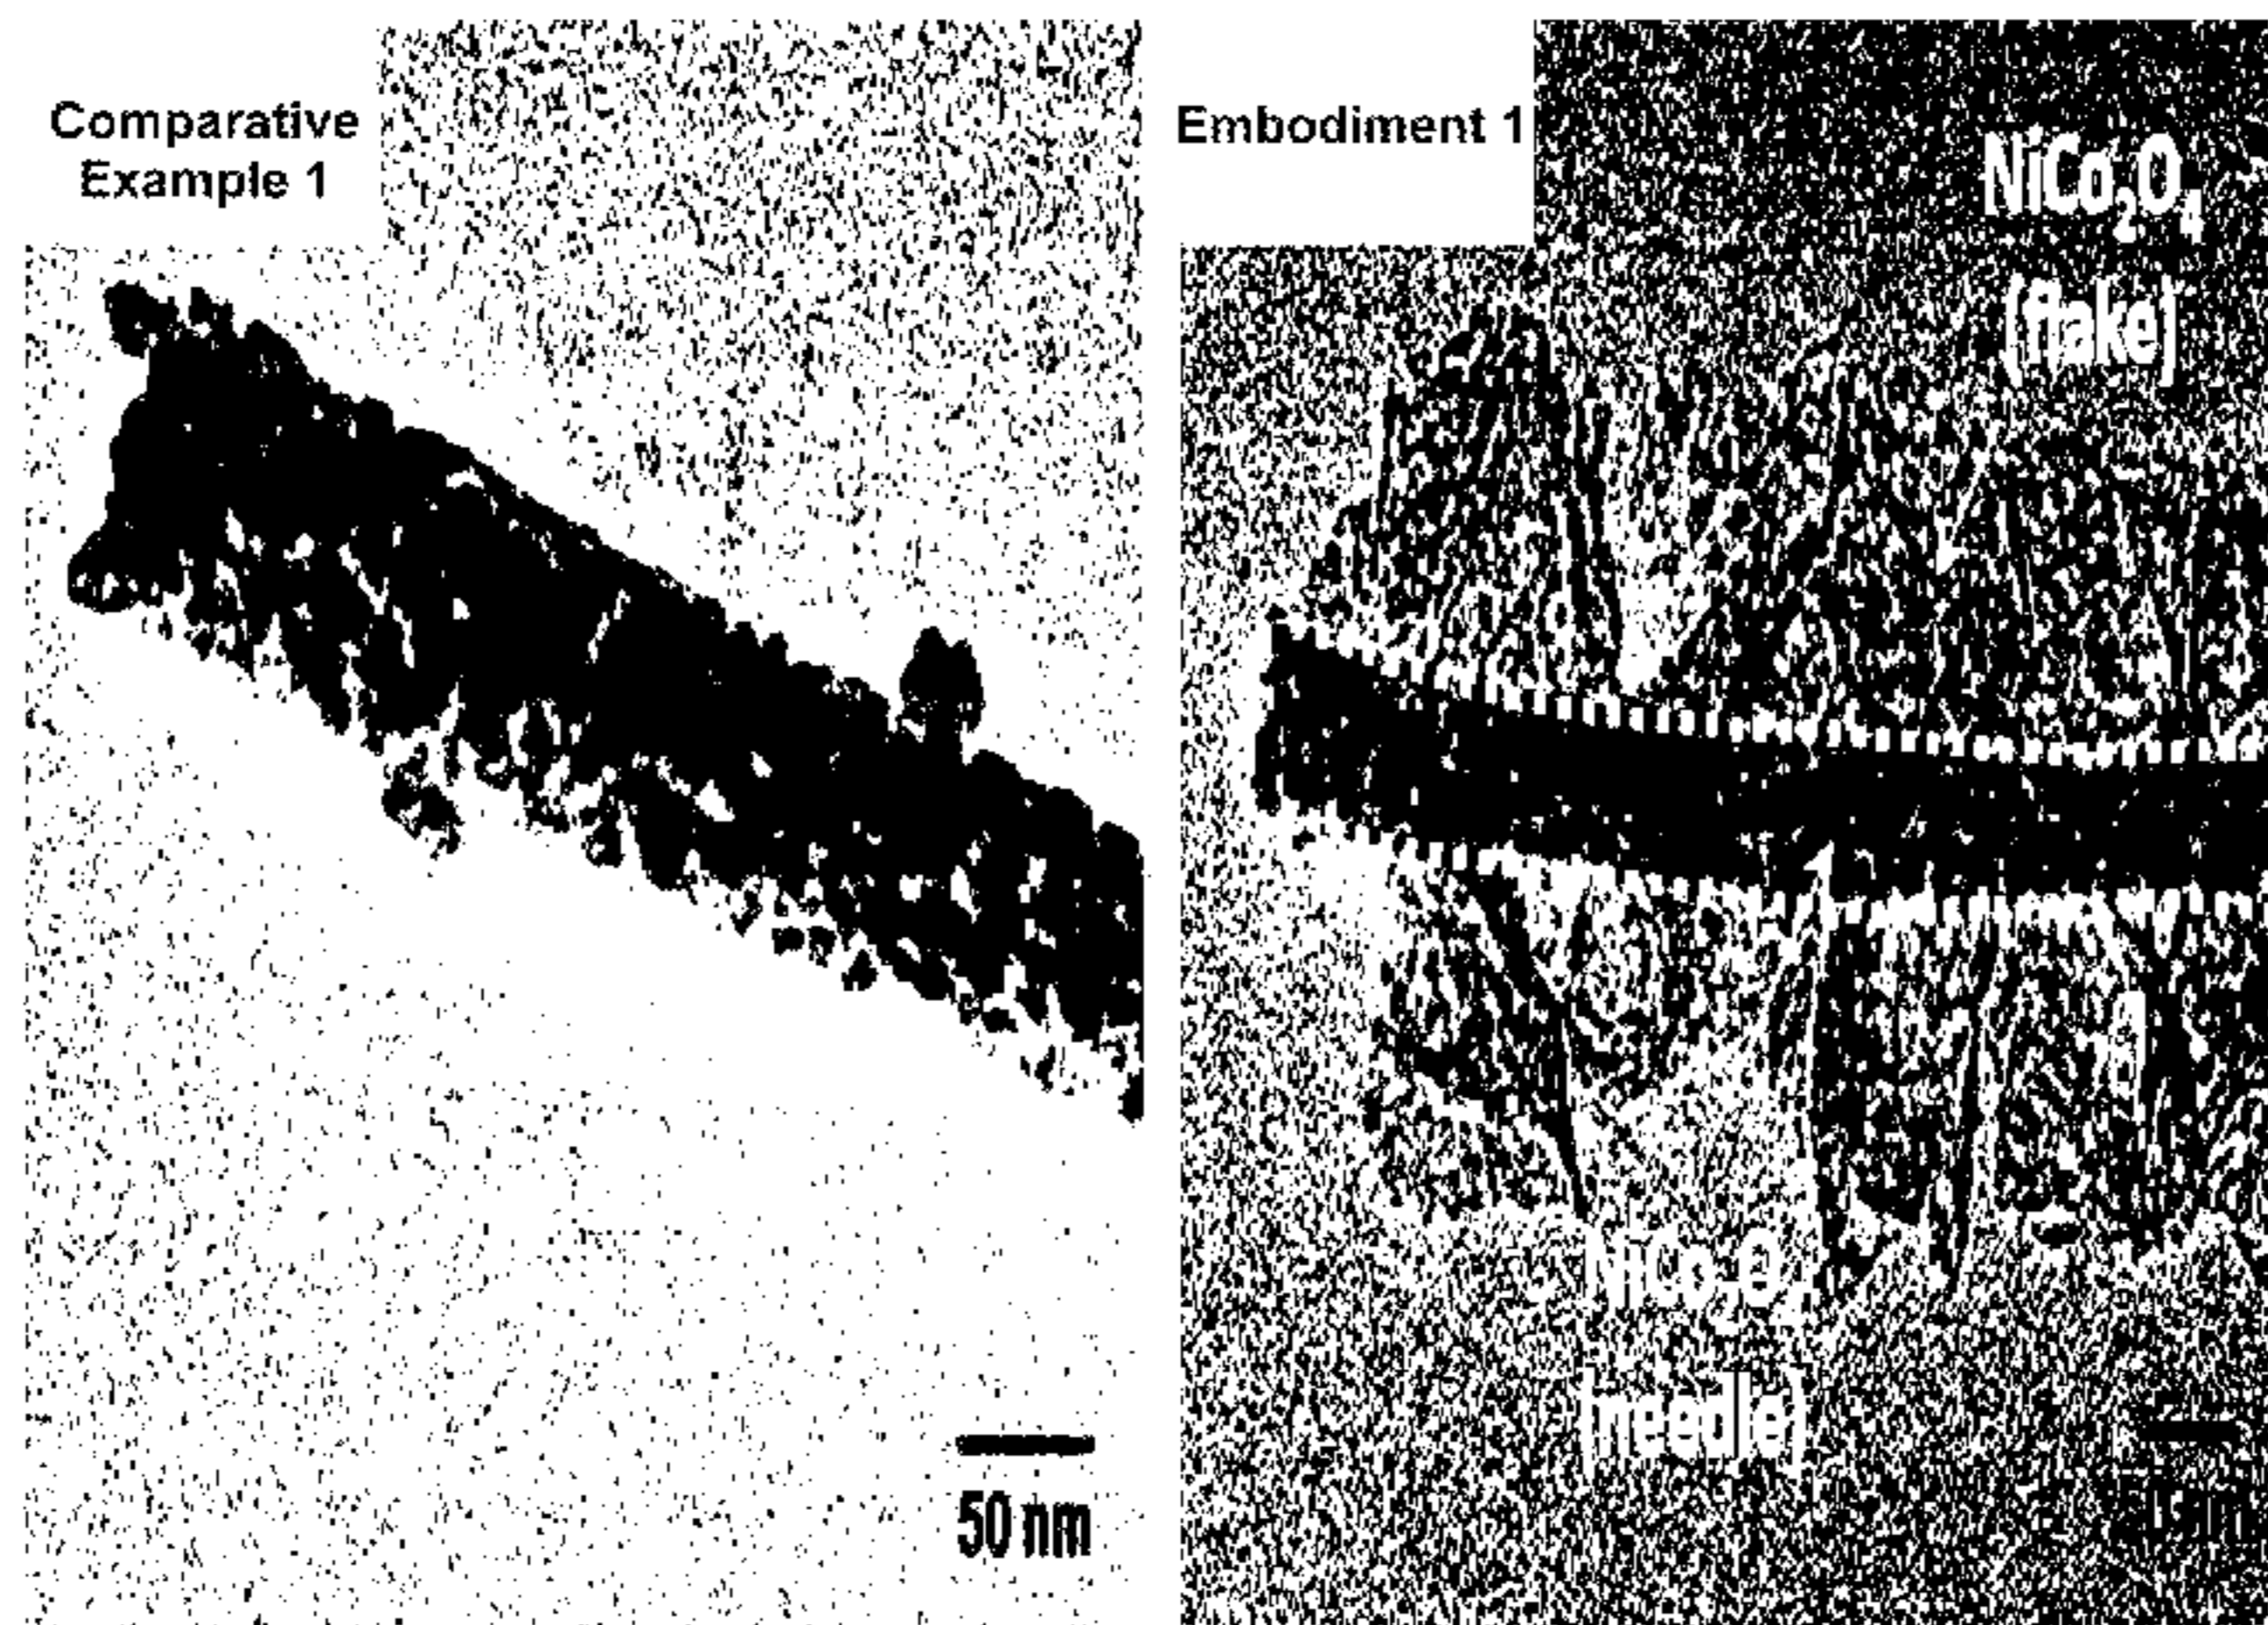 Comparative
Example 1
50 nm
Embodiment 1
NiCo₂O₄
(flake)
(needle)